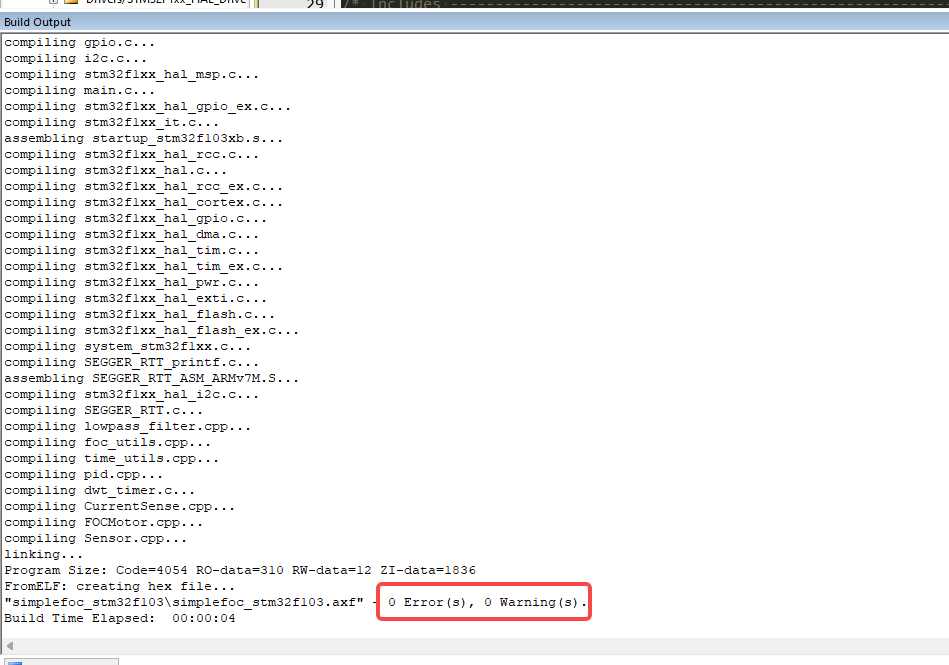 29 /* Includes
Build Output
compiling gpio.c...
compiling i2c.c...
compiling stm32f1xx_hal_msp.c...
compiling main.c...
compiling stm32f1xx_hal_gpio_ex.c...
compiling stm32f1xx_it.c...
assembling startup_stm32f103xb.s...
compiling stm32f1xx_hal_rcc.c...
compiling stm32f1xx_hal.c...
compiling stm32f1xx_hal_rcc_ex.c...
compiling stm32f1xx_hal_cortex.c...
compiling stm32f1xx_hal_gpio.c...
compiling stm32f1xx_hal_dma.c...
compiling stm32f1xx_hal_tim.c...
compiling stm32f1xx_hal_tim_ex.c...
compiling stm32f1xx_hal_pwr.c...
compiling stm32f1xx_hal_exti.c...
compiling stm32f1xx_hal_flash.c...
compiling stm32f1xx_hal_flash_ex.c...
compiling system_stm32f1xx.c...
compiling SEGGER_RTT_printf.c...
assembling SEGGER_RTT_ASM_ARMv7M.S...
compiling stm32f1xx_hal_i2c.c...
compiling SEGGER_RTT.c...
compiling lowpass_filter.cpp...
compiling foc_utils.cpp...
compiling time_utils.cpp...
compiling pid.cpp...
compiling dwt_timer.c...
compiling CurrentSense.cpp...
compiling FOCMotor.cpp...
compiling Sensor.cpp...
linking...
Program Size: Code=4054 RO-data=310 RW-data=12 ZI-data=1836
FromELF: creating hex file...
"simplefoc_stm32f103\simplefoc_stm32f103.axf" - 0 Error(s), 0 Warning(s).
Build Time Elapsed:  00:00:04